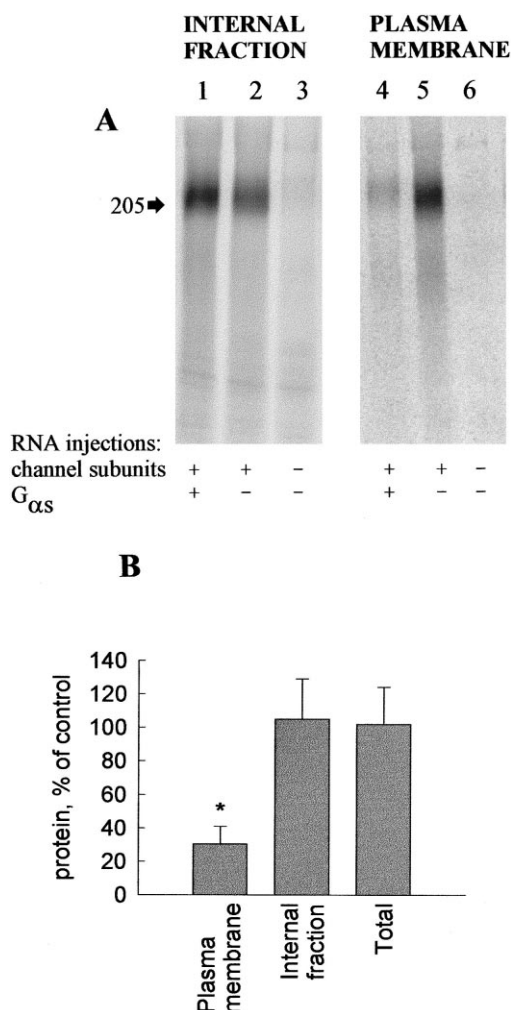 INTERNAL FRACTION
PLASMA MEMBRANE
1 2 3 4 5 6
A
205
RNA injections:
channel subunits + + – + + –
Gαs + – – + – –
B
protein, % of control
140
120
100
80
60
40
20
0
*
Plasma membrane
Internal fraction
Total